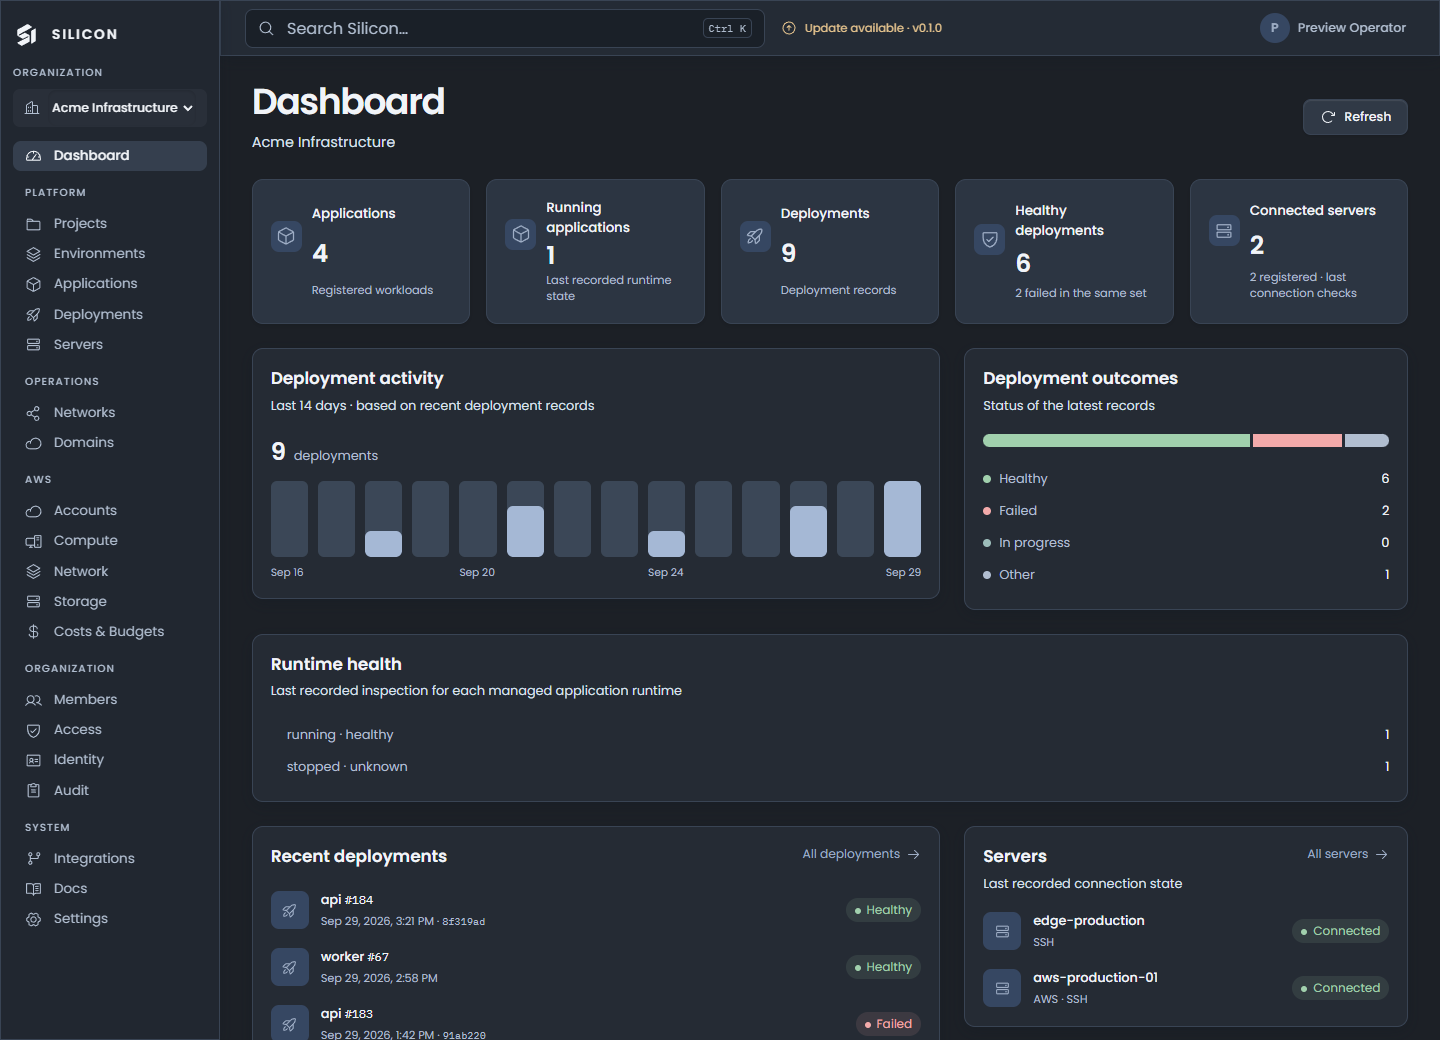 SILICON
ORGANIZATION
Acme Infrastructure
Dashboard
PLATFORM
Projects
Environments
Applications
Deployments
Servers
OPERATIONS
Networks
Domains
AWS
Accounts
Compute
Network
Storage
Costs & Budgets
ORGANIZATION
Members
Access
Identity
Audit
SYSTEM
Integrations
Docs
Settings
Search Silicon...
Ctrl K
Update available · v0.1.0
P
Preview Operator
Dashboard
Acme Infrastructure
Refresh
Applications
4
Registered workloads
Running
applications
1
Last recorded runtime
state
Deployments
9
Deployment records
Healthy
deployments
6
2 failed in the same set
Connected servers
2
2 registered · last
connection checks
Deployment activity
Last 14 days · based on recent deployment records
9 deployments
Sep 16
Sep 20
Sep 24
Sep 29
Deployment outcomes
Status of the latest records
Healthy 6
Failed 2
In progress 0
Other 1
Runtime health
Last recorded inspection for each managed application runtime
running · healthy 1
stopped · unknown 1
Recent deployments
All deployments →
api #184
Sep 29, 2026, 3:21 PM · 8f319ad
Healthy
worker #67
Sep 29, 2026, 2:58 PM
Healthy
api #183
Sep 29, 2026, 1:42 PM · 91ab220
Failed
Servers
All servers →
Last recorded connection state
edge-production
SSH
Connected
aws-production-01
AWS · SSH
Connected